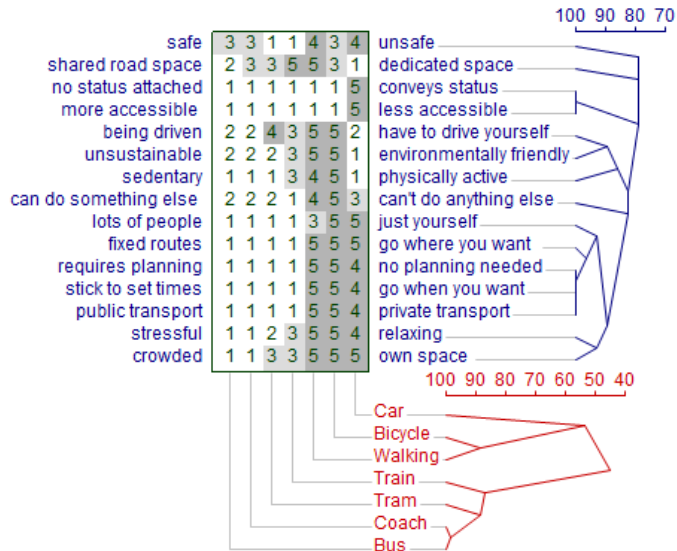 100 90 80 70
safe 3 3 1 1 4 3 4 unsafe
shared road space 2 3 3 5 5 3 1 dedicated space
no status attached 1 1 1 1 1 1 5 conveys status
more accessible 1 1 1 1 1 1 5 less accessible
being driven 2 2 4 3 5 5 2 have to drive yourself
unsustainable 2 2 2 3 5 5 1 environmentally friendly
sedentary 1 1 1 3 4 5 1 physically active
can do something else 2 2 2 1 4 5 3 can't do anything else
lots of people 1 1 1 1 3 5 5 just yourself
fixed routes 1 1 1 1 5 5 5 go where you want
requires planning 1 1 1 1 5 5 4 no planning needed
stick to set times 1 1 1 1 5 5 4 go when you want
public transport 1 1 1 1 5 5 4 private transport
stressful 1 1 2 3 5 5 4 relaxing
crowded 1 1 3 3 5 5 5 own space
100 90 80 70 60 50 40
Car
Bicycle
Walking
Train
Tram
Coach
Bus